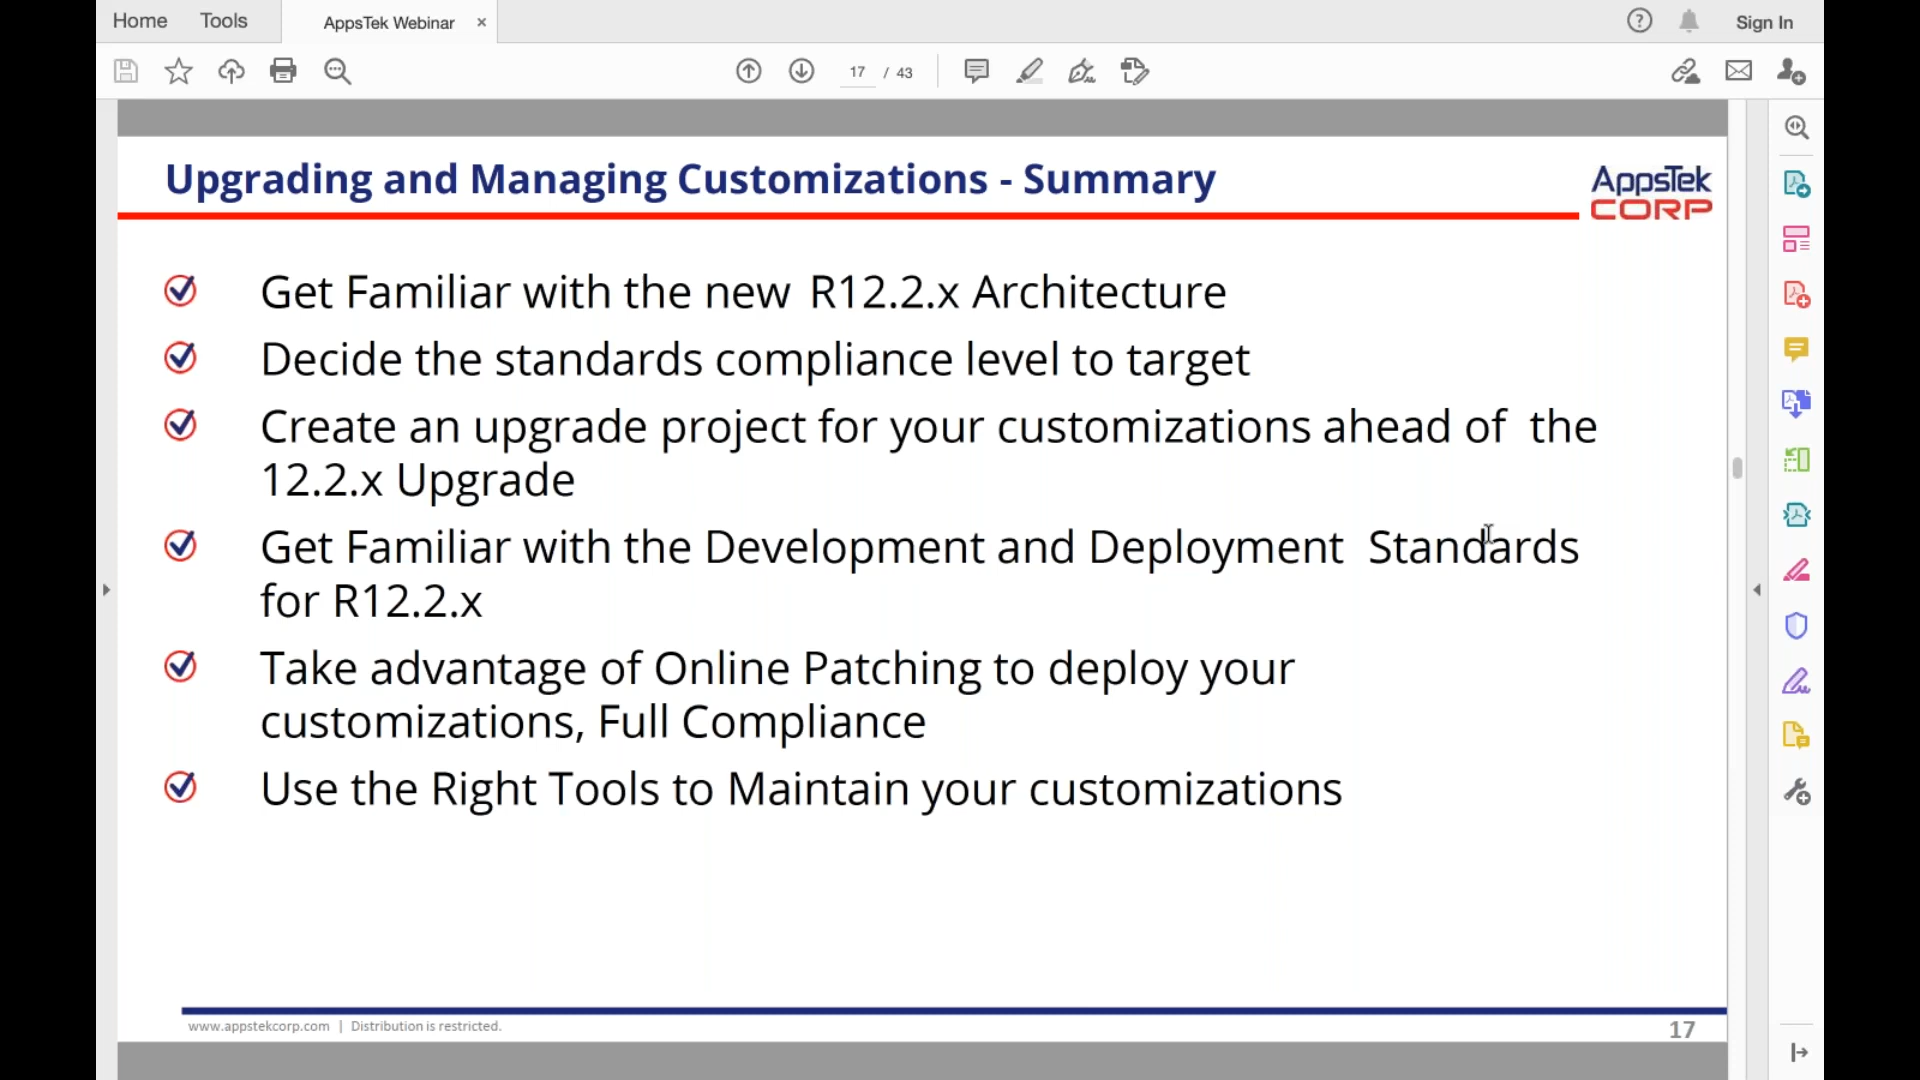 Home Tools AppsTek Webinar × ? Sign In
17 / 43
Upgrading and Managing Customizations - Summary
AppsTek
CORP
Get Familiar with the new R12.2.x Architecture
Decide the standards compliance level to target
Create an upgrade project for your customizations ahead of the
12.2.x Upgrade
Get Familiar with the Development and Deployment Standards
for R12.2.x
Take advantage of Online Patching to deploy your
customizations, Full Compliance
Use the Right Tools to Maintain your customizations
www.appstekcorp.com | Distribution is restricted.
17